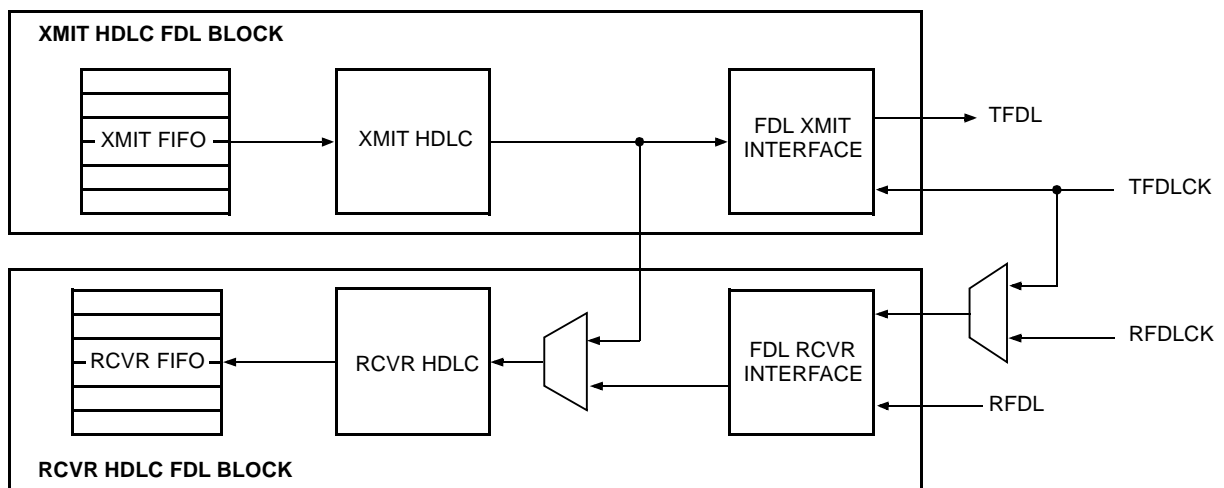 XMIT HDLC FDL BLOCK
XMIT FIFO
XMIT HDLC
FDL XMIT
INTERFACE
TFDL
TFDLCK
RCVR FIFO
RCVR HDLC
FDL RCVR
INTERFACE
RFDLCK
RFDL
RCVR HDLC FDL BLOCK